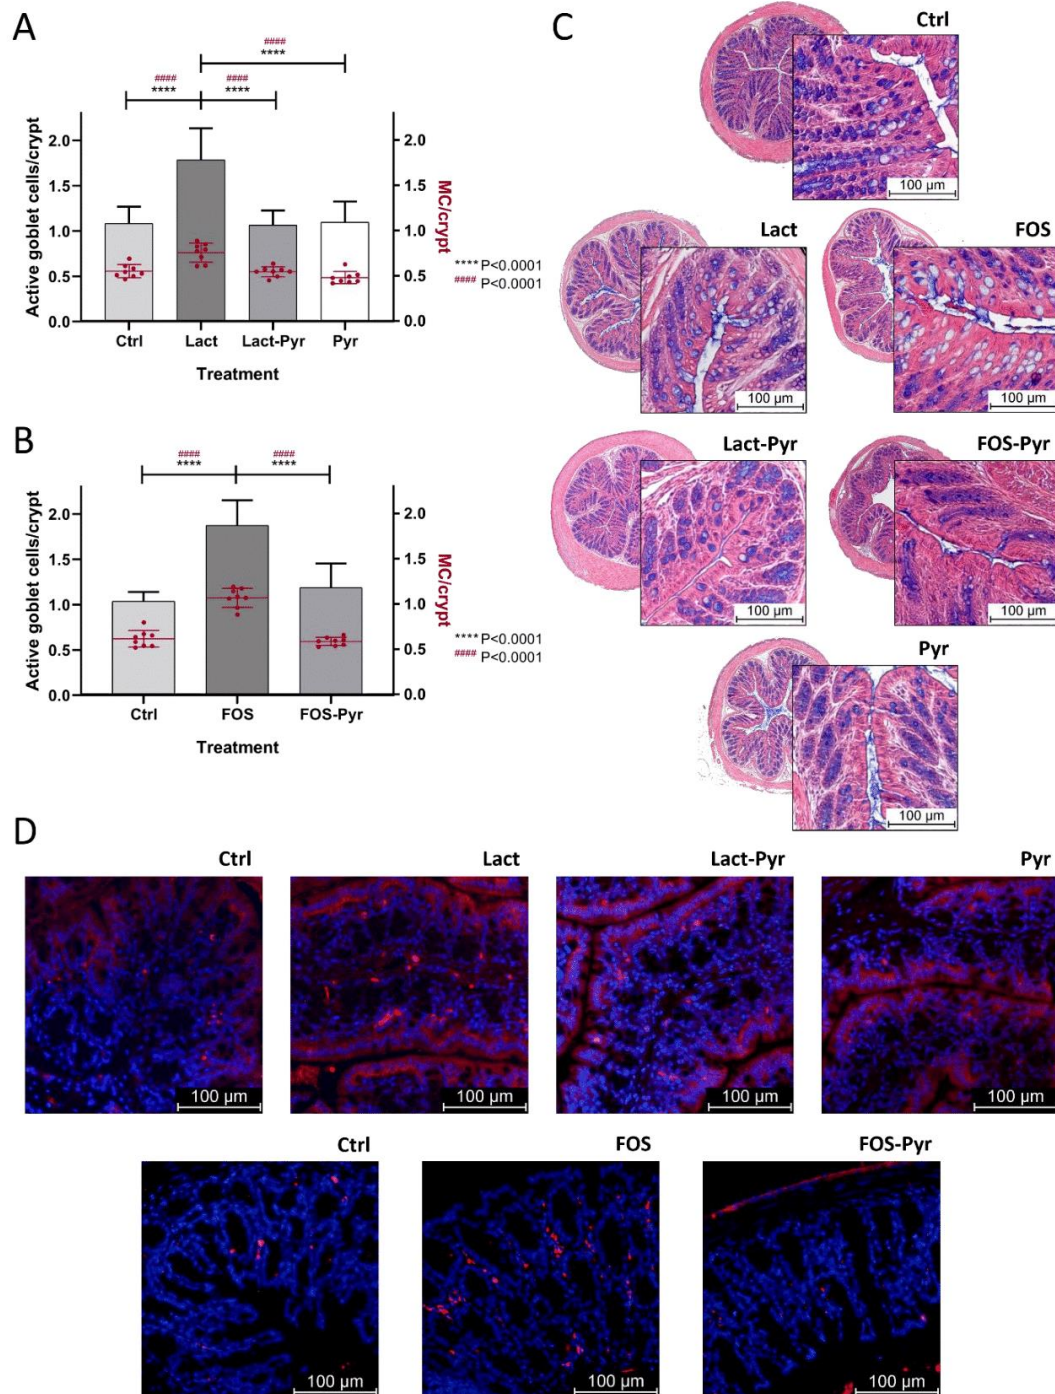 A
####
****
####
****
####
****
2.0
1.5
1.0
0.5
0.0
Active goblet cells/crypt
2.0
1.5
1.0
0.5
0.0
MC/crypt
Ctrl
Lact
Lact-Pyr
Pyr
Treatment
**** P<0.0001
#### P<0.0001
B
####
****
####
****
2.0
1.5
1.0
0.5
0.0
Active goblet cells/crypt
2.0
1.5
1.0
0.5
0.0
MC/crypt
Ctrl
FOS
FOS-Pyr
Treatment
**** P<0.0001
#### P<0.0001
C
Ctrl
100 µm
Lact
100 µm
FOS
100 µm
Lact-Pyr
100 µm
FOS-Pyr
100 µm
Pyr
100 µm
D
Ctrl
100 µm
Lact
100 µm
Lact-Pyr
100 µm
Pyr
100 µm
Ctrl
100 µm
FOS
100 µm
FOS-Pyr
100 µm